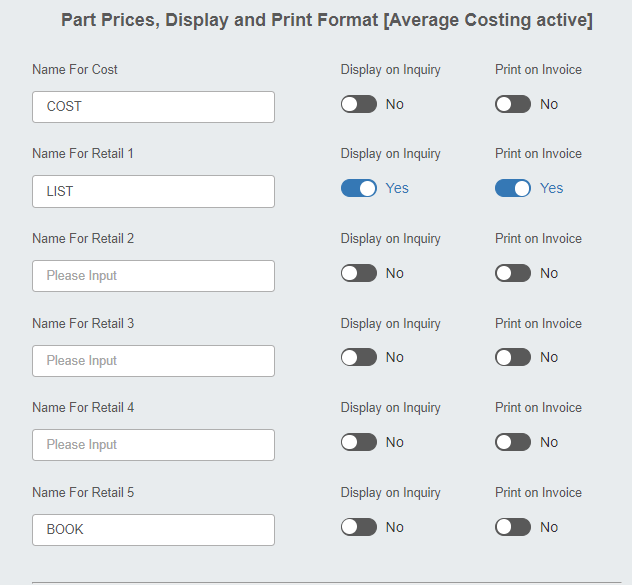 Part Prices, Display and Print Format [Average Costing active]
Name For Cost Display on Inquiry Print on Invoice
COST No No
Name For Retail 1 Display on Inquiry Print on Invoice
LIST Yes Yes
Name For Retail 2 Display on Inquiry Print on Invoice
Please Input No No
Name For Retail 3 Display on Inquiry Print on Invoice
Please Input No No
Name For Retail 4 Display on Inquiry Print on Invoice
Please Input No No
Name For Retail 5 Display on Inquiry Print on Invoice
BOOK No No